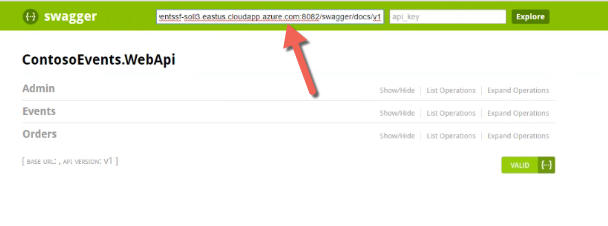 swagger
entssf-soll3.eastus.cloudapp.azure.com:8082/swagger/docs/v1
api_key
Explore
ContosoEvents.WebApi
Admin
Show/Hide | List Operations | Expand Operations
Events
Show/Hide | List Operations | Expand Operations
Orders
Show/Hide | List Operations | Expand Operations
[ BASE URL: , API VERSION: V1 ]
VALID {···}